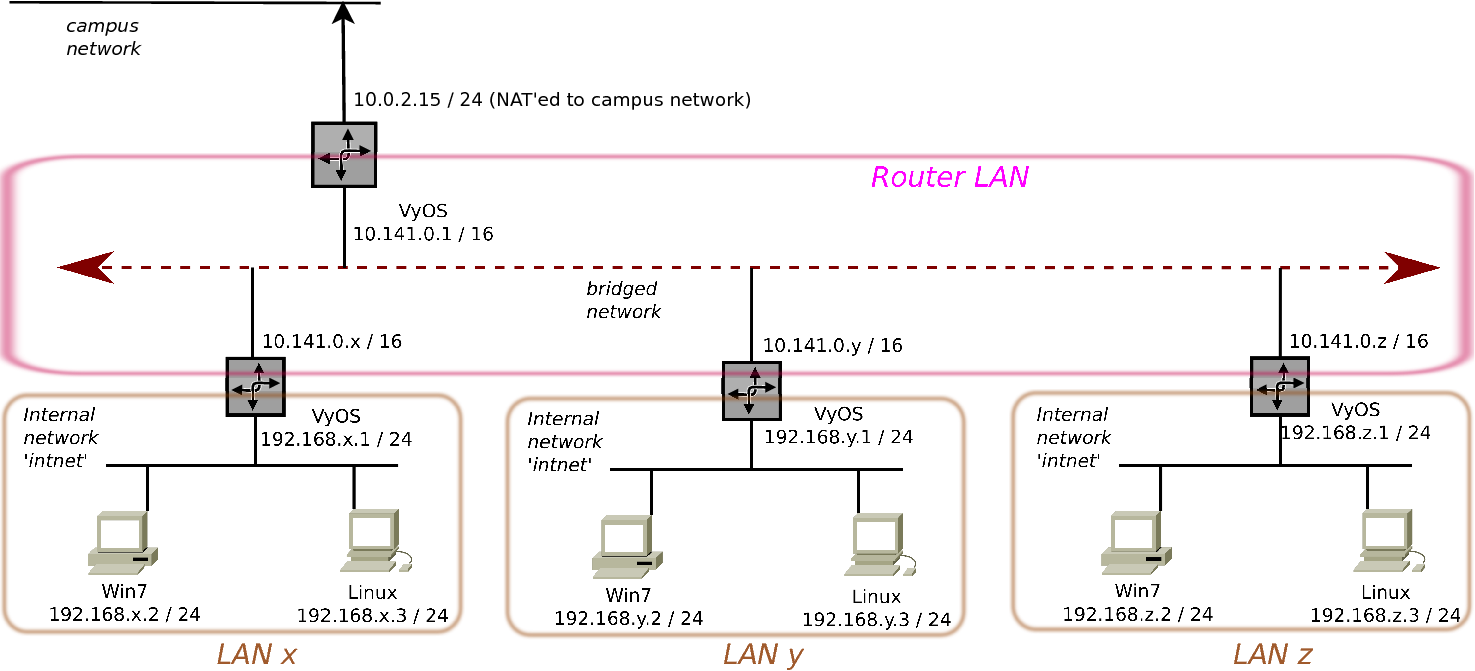 campus
network
10.0.2.15 / 24 (NAT'ed to campus network)
Router LAN
VyOS
10.141.0.1 / 16
bridged
network
10.141.0.x / 16
10.141.0.y / 16
10.141.0.z / 16
Internal
network
'intnet'
VyOS
192.168.x.1 / 24
Win7
192.168.x.2 / 24
Linux
192.168.x.3 / 24
LAN x
Internal
network
'intnet'
VyOS
192.168.y.1 / 24
Win7
192.168.y.2 / 24
Linux
192.168.y.3 / 24
LAN y
Internal
network
'intnet'
VyOS
192.168.z.1 / 24
Win7
192.168.z.2 / 24
Linux
192.168.z.3 / 24
LAN z